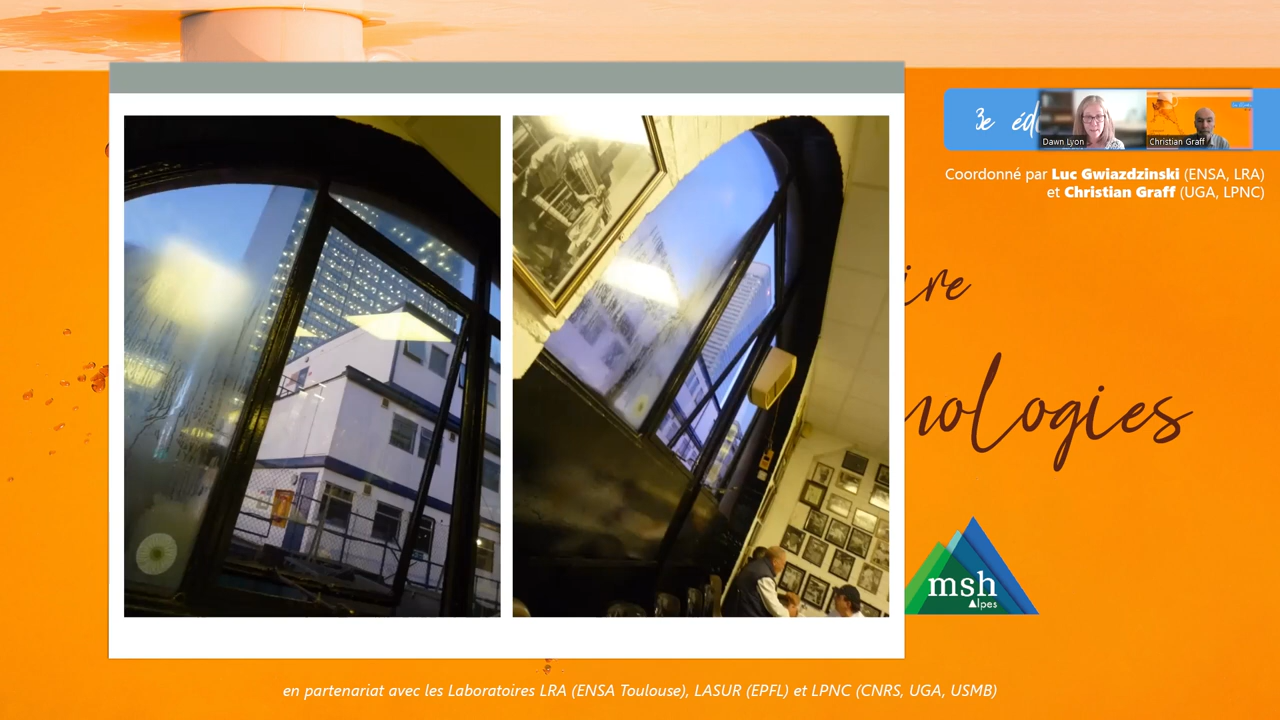 3e éd
Dawn Lyon
Christian Graff
Coordonné par Luc Gwiazdzinski (ENSA, LRA)
et Christian Graff (UGA, LPNC)
ire
nologies
msh
Alpes
en partenariat avec les Laboratoires LRA (ENSA Toulouse), LASUR (EPFL) et LPNC (CNRS, UGA, USMB)